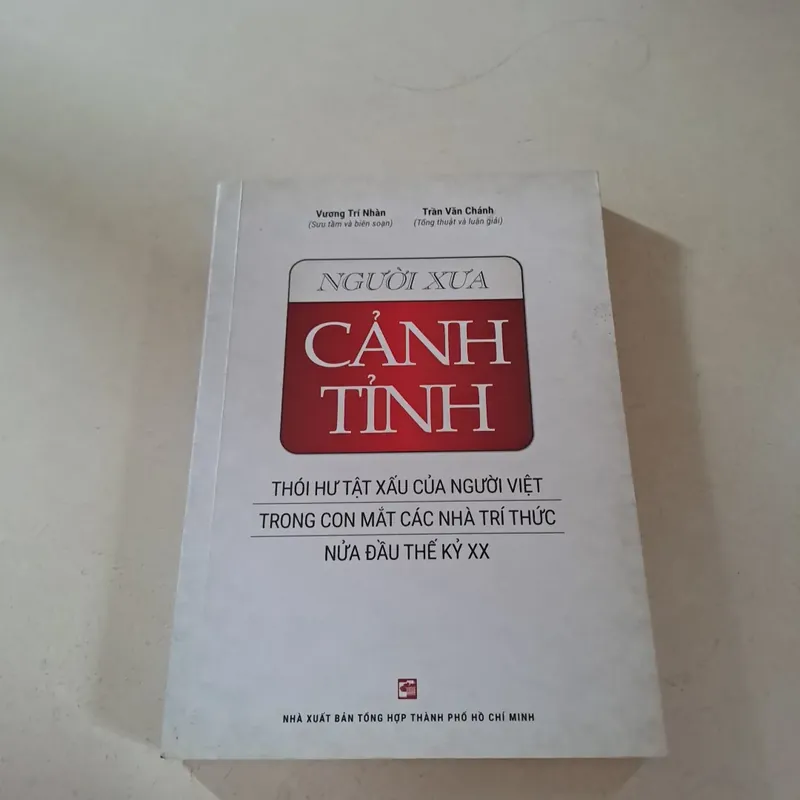 Vương Trí Nhàn Trần Văn Chánh
(Sưu tầm và biên soạn) (Tổng thuật và luận giải)
NGƯỜI XƯA
CẢNH
TỈNH
THÓI HƯ TẬT XẤU CỦA NGƯỜI VIỆT
TRONG CON MẮT CÁC NHÀ TRÍ THỨC
NỬA ĐẦU THẾ KỶ XX
NHÀ XUẤT BẢN TỔNG HỢP THÀNH PHỐ HỒ CHÍ MINH